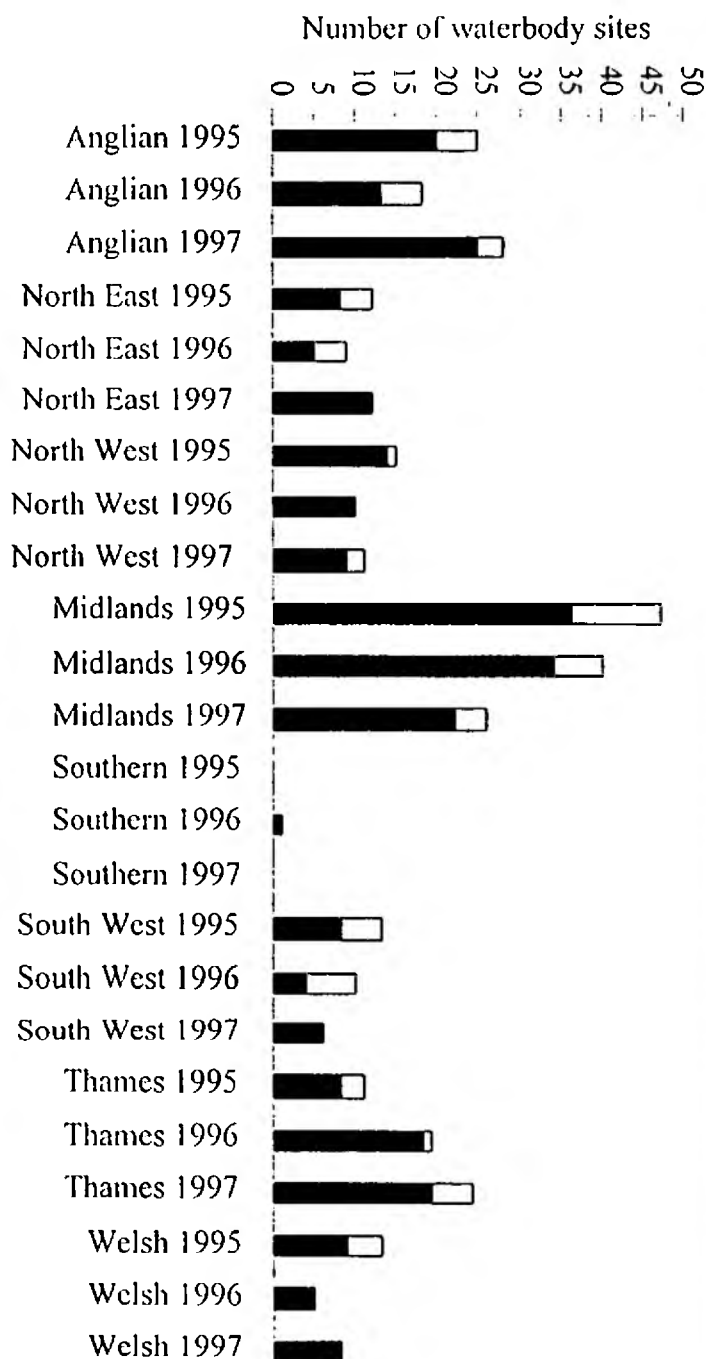 Number of waterbody sites
0 5 10 15 20 25 30 35 40 45 50
Anglian 1995
Anglian 1996
Anglian 1997
North East 1995
North East 1996
North East 1997
North West 1995
North West 1996
North West 1997
Midlands 1995
Midlands 1996
Midlands 1997
Southern 1995
Southern 1996
Southern 1997
South West 1995
South West 1996
South West 1997
Thames 1995
Thames 1996
Thames 1997
Welsh 1995
Welsh 1996
Welsh 1997